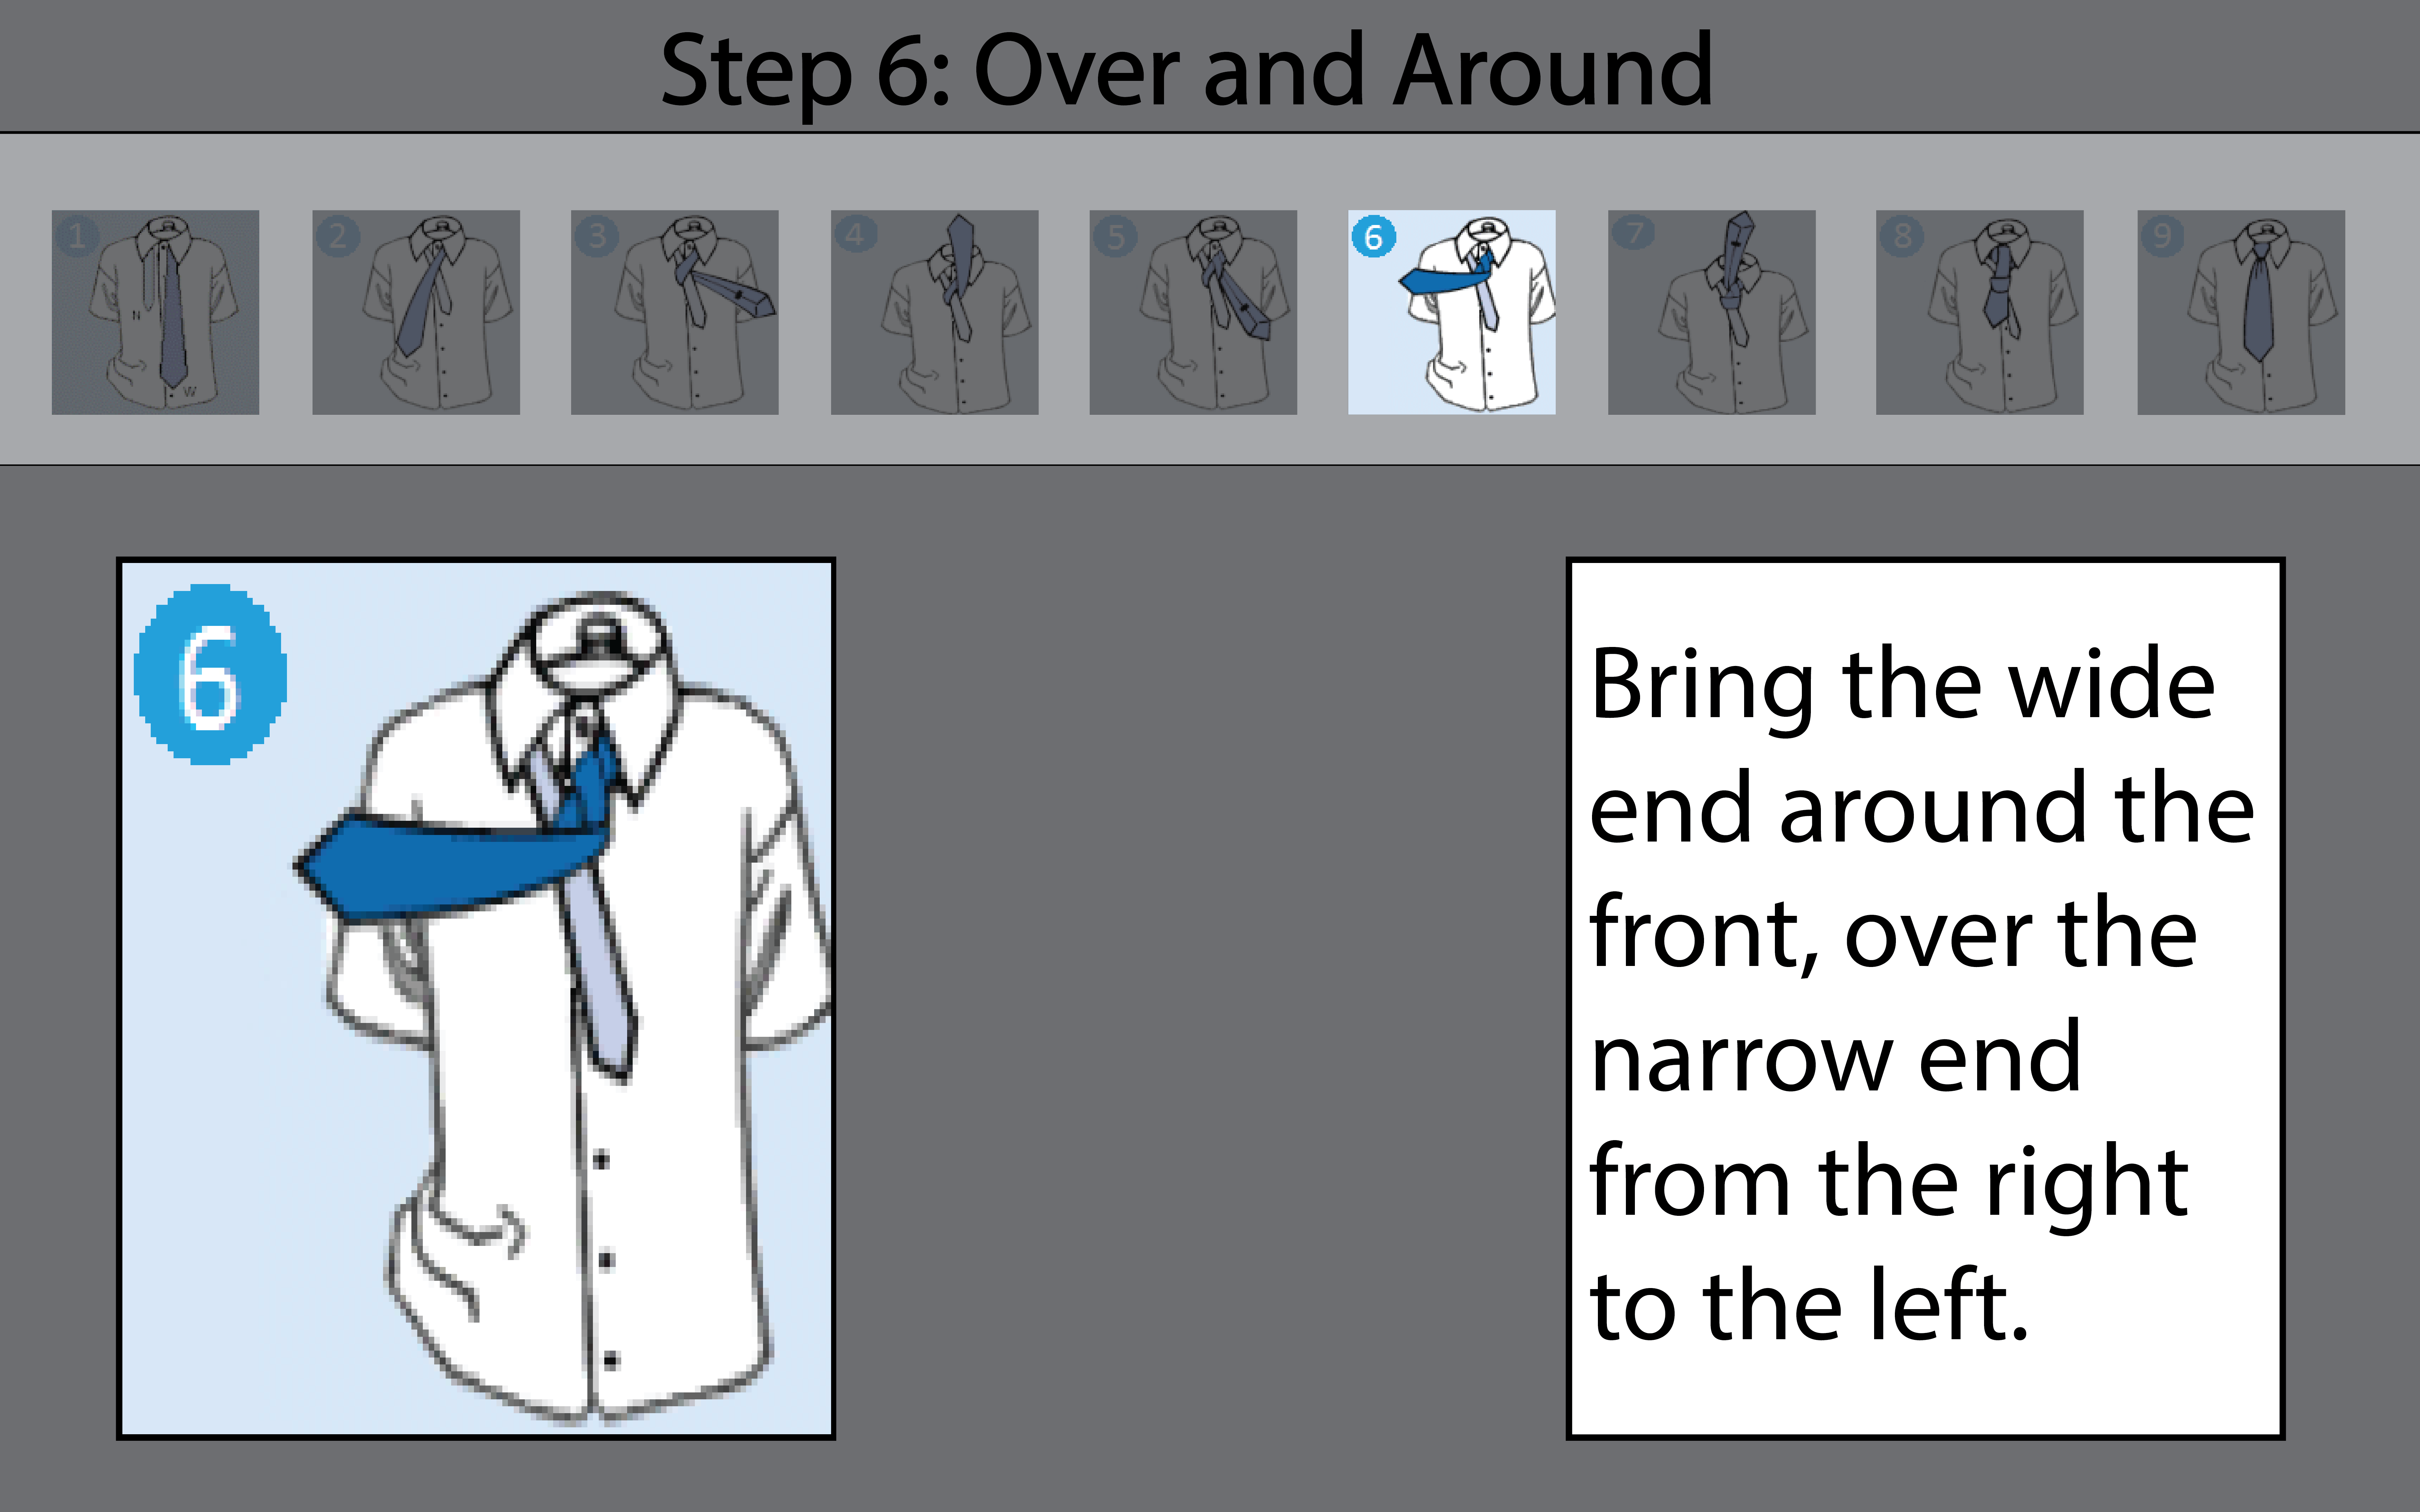 Step 6: Over and Around
1 2 3 4 5 6 7 8 9
N
W
6
Bring the wide
end around the
front, over the
narrow end
from the right
to the left.